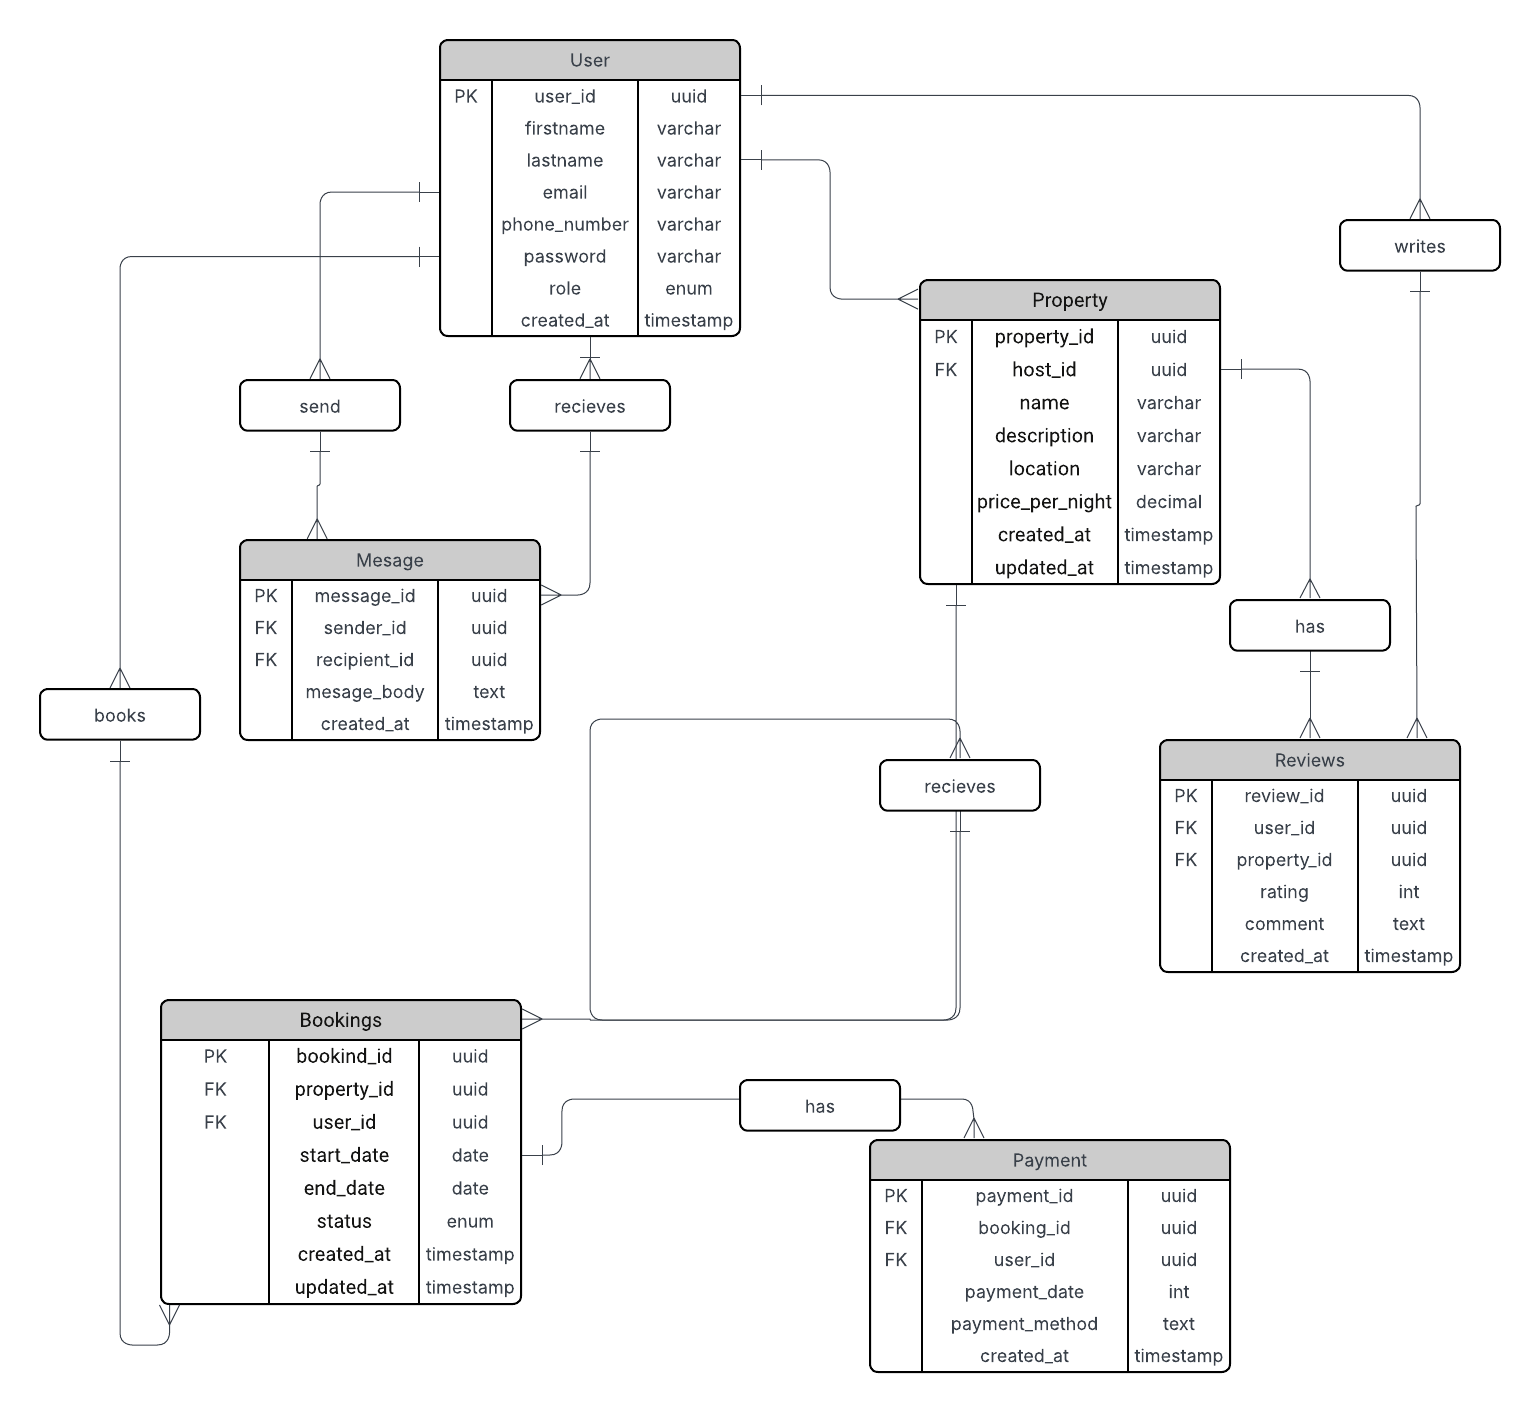 User
PK user_id uuid
firstname varchar
lastname varchar
email varchar
phone_number varchar
password varchar
role enum
created_at timestamp
writes
Property
PK property_id uuid
FK host_id uuid
name varchar
description varchar
location varchar
price_per_night decimal
created_at timestamp
updated_at timestamp
send
recieves
Mesage
PK message_id uuid
FK sender_id uuid
FK recipient_id uuid
mesage_body text
created_at timestamp
has
books
recieves
Reviews
PK review_id uuid
FK user_id uuid
FK property_id uuid
rating int
comment text
created_at timestamp
Bookings
PK bookind_id uuid
FK property_id uuid
FK user_id uuid
start_date date
end_date date
status enum
created_at timestamp
updated_at timestamp
has
Payment
PK payment_id uuid
FK booking_id uuid
FK user_id uuid
payment_date int
payment_method text
created_at timestamp